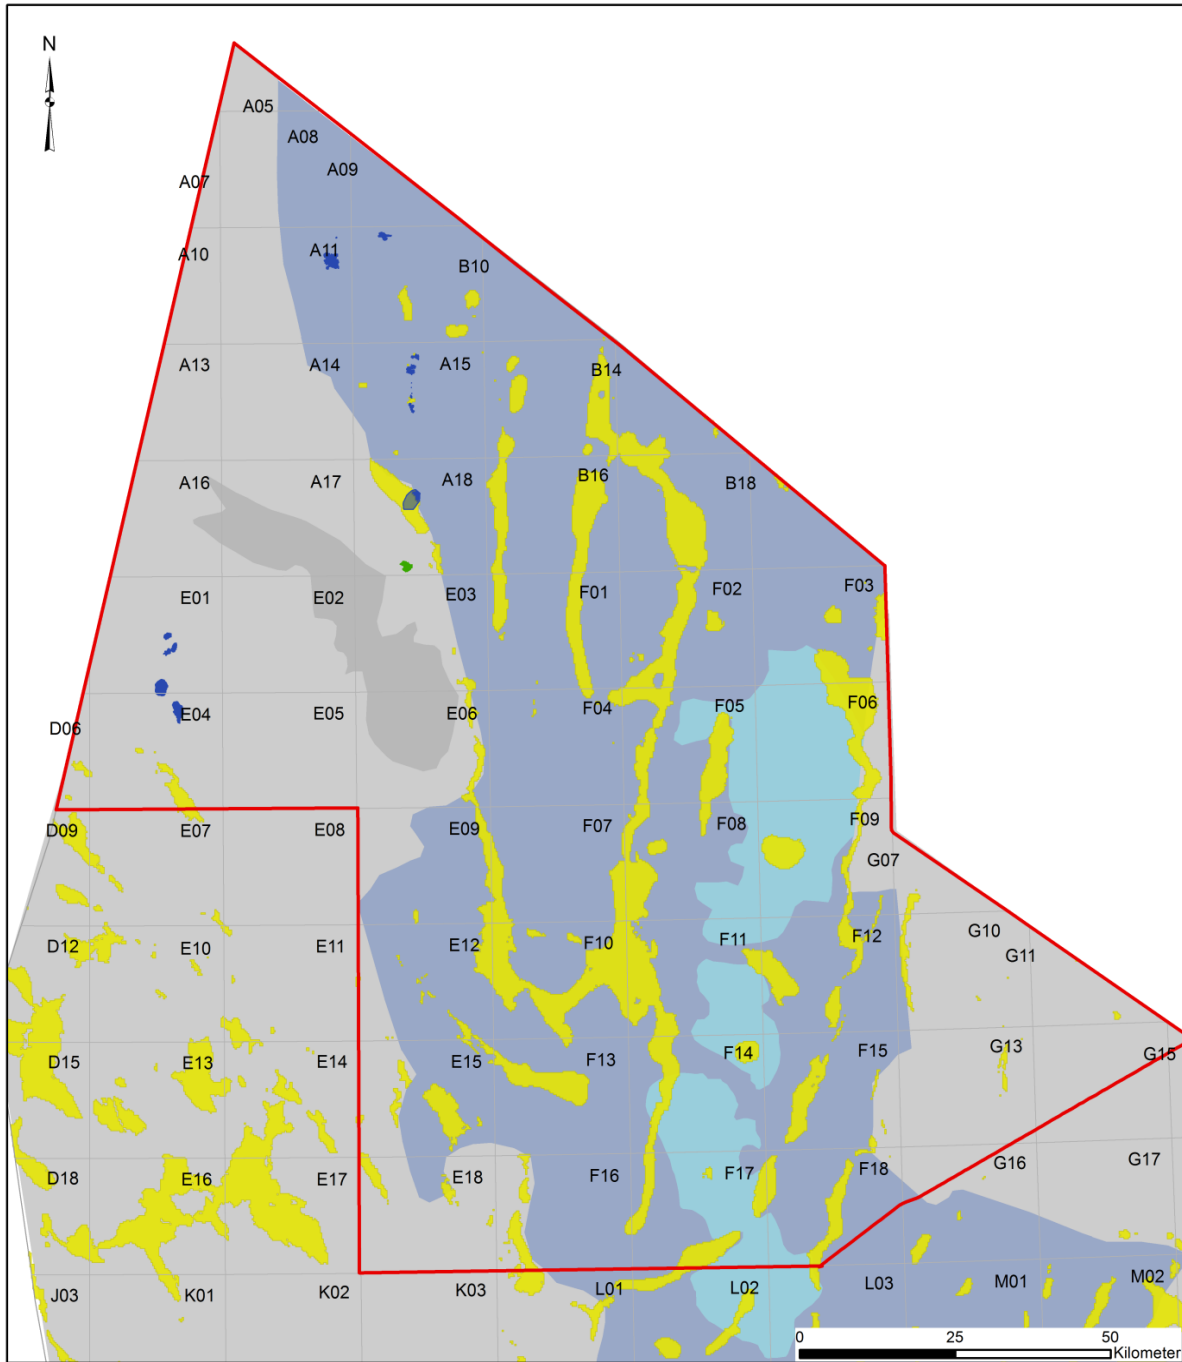 N
A05
A08
A09
A07
A10 A11
B10
A13 A14 A15 B14
A16 A17 A18 B16 B18
E01 E02 E03 F01 F02 F03
D06 E04 E05 E06 F04 F05 F06
D09 E07 E08 E09 F07 F08 F09
G07
D12 E10 E11 E12 F10 F11 F12 G10
G11
D15 E13 E14 E15 F13 F14 F15 G13 G15
D18 E16 E17 E18 F16 F17 F18 G16 G17
J03 K01 K02 K03 L01 L02 L03 M01 M02
0 25 50
Kilometer